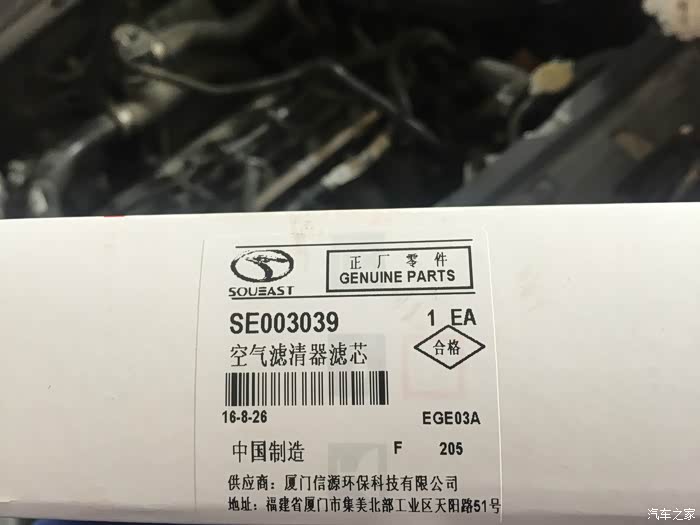 正厂零件
SOUEAST
GENUINE PARTS
SE003039
1 EA
空气滤清器滤芯
合格
16-8-26
EGE03A
中国制造
F 205
供应商：厦门信源环保科技有限公司
地址：福建省厦门市集美北部工业区天阳路51号
汽车之家